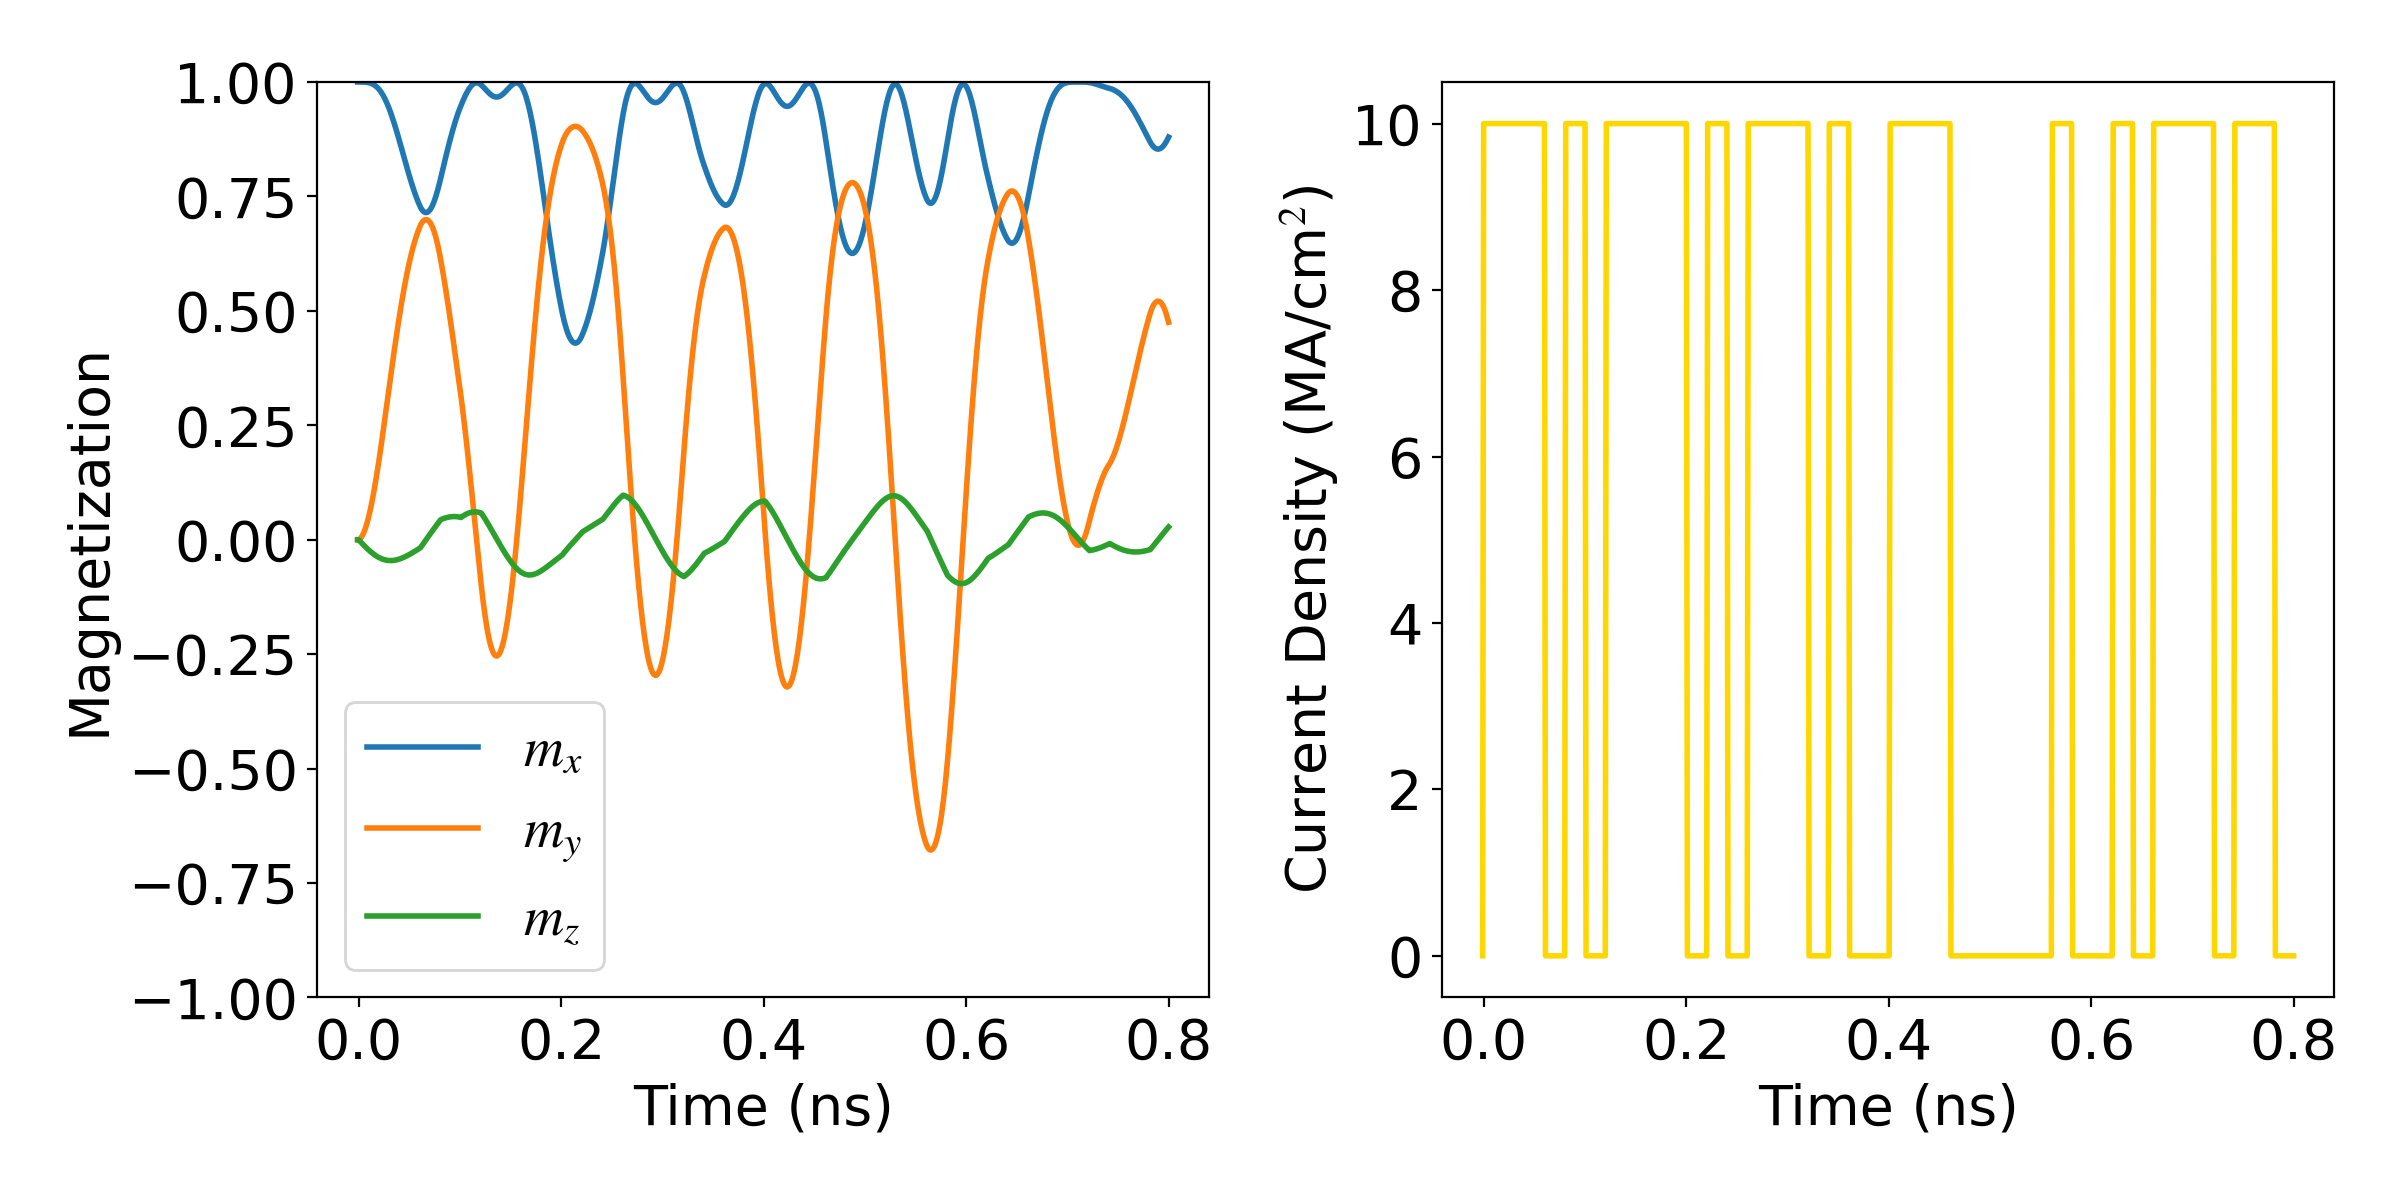 1.00
0.75
0.50
0.25
0.00
−0.25
−0.50
−0.75
−1.00
Magnetization
m_x
m_y
m_z
0.0 0.2 0.4 0.6 0.8
Time (ns)
10
8
6
4
2
0
Current Density (MA/cm²)
0.0 0.2 0.4 0.6 0.8
Time (ns)